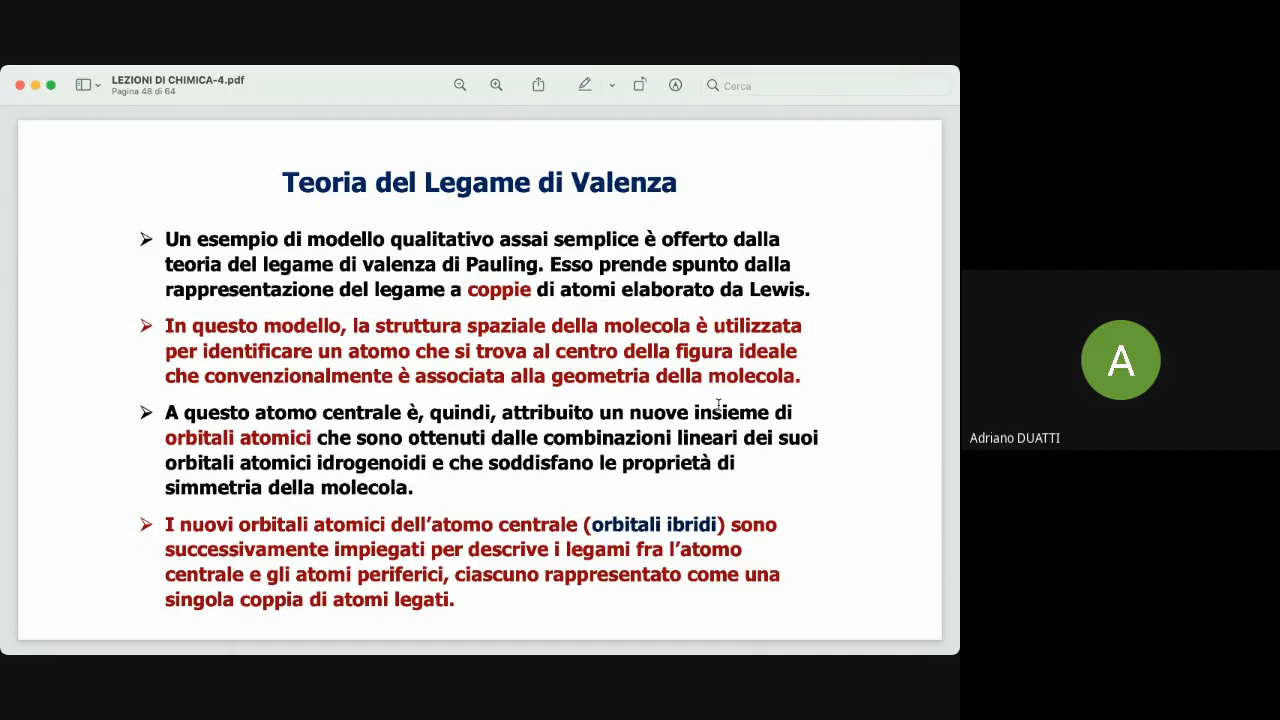 LEZIONI DI CHIMICA-4.pdf
Pagina 48 di 64
Cerca
Teoria del Legame di Valenza
Un esempio di modello qualitativo assai semplice è offerto dalla
teoria del legame di valenza di Pauling. Esso prende spunto dalla
rappresentazione del legame a coppie di atomi elaborato da Lewis.
In questo modello, la struttura spaziale della molecola è utilizzata
per identificare un atomo che si trova al centro della figura ideale
che convenzionalmente è associata alla geometria della molecola.
A questo atomo centrale è, quindi, attribuito un nuove insieme di
orbitali atomici che sono ottenuti dalle combinazioni lineari dei suoi
orbitali atomici idrogenoidi e che soddisfano le proprietà di
simmetria della molecola.
I nuovi orbitali atomici dell'atomo centrale (orbitali ibridi) sono
successivamente impiegati per descrive i legami fra l'atomo
centrale e gli atomi periferici, ciascuno rappresentato come una
singola coppia di atomi legati.
A
Adriano DUATTI